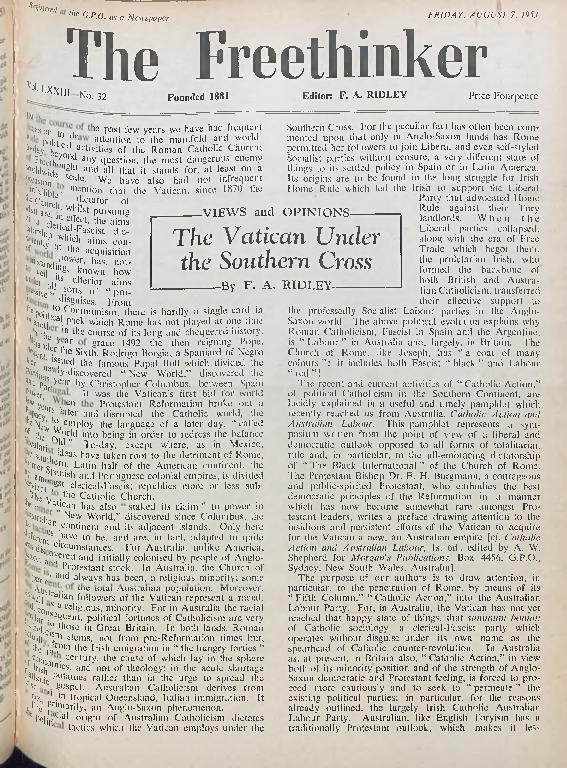 Registered at the G.P.O. as a Newspaper
FRIDAY, AUGUST 7, 1953
The Freethinker
Vol. LXXIII—No. 32
Founded 1881
Editor: F. A. RIDLEY
Price Fourpence
VIEWS and OPINIONS
The Vatican Under
the Southern Cross
By F. A. RIDLEY
the course of the past few years we have had frequent
to draw attention to the manifold and world-
political activities of the Roman Catholic Church
beyond any question, the most dangerous enemy
of Freethought and all that it stands for, at least on a
scale. We have also had not infrequent
to mention that the Vatican, since 1870 the
dictator of
Church, whilst pursuing
in effect, the aims
Clerical-Fascist
which aims
in the acquisition
power, has,
known how
its ulterior aims
all sorts of
disguises. From
to Communism, there is hardly a single card in
political pack which Rome has not played at one time
another in the course of its long and chequered history.
the year of grace 1492 the then reigning Pope,
the Sixth, Rodrigo Borgia, a Spaniard of Negro
issued the famous Papal Bull which divided the
newly-discovered "New World," discovered the
year by Christopher Columbus, between Spain
Portugal. It was the Vatican's first bid for world
power. When the Protestant Reformation broke out a
years later and disrupted the Catholic world, the
to employ the language of a later day, "called
the New World into being in order to redress the balance
of the Old." To-day, except where, as in Mexico,
ideas have taken root to the detriment of Rome,
southern, Latin half of the American continent, the
Spanish and Portuguese colonial empires, is divided
amongst clerical-Fascist republics more or less sub-
to the Catholic Church.
The Vatican has also "staked its claim" to power in
"New World," discovered since Columbus, the
continent and its adjacent islands. Only here
have to be, and are, in fact, adapted to quite
different circumstances. For Australia, unlike America,
discovered and initially colonised by people of Anglo-
and Protestant stock. In Australia, the Church of
and always has been, a religious minority; some
per cent. of the total Australian population. Moreover,
Australian followers of the Vatican represent a racial,
as a religious, minority. For in Australia the racial
consequent, political fortunes of Catholicism are very
to those in Great Britain. In both lands, Roman
stems, not from pre-Reformation times but,
from the Irish emigration in "the hungry forties"
the 19th century, the cause of which lay in the sphere
economics, and not of theology; in the acute shortage
potatoes rather than in the urge to spread the
gospel. Australian Catholicism derives from
and in tropical Queensland, Italian immigration. It
primarily, an Anglo-Saxon phenomenon.
racial origin of Australian Catholicism dictates
political tactics which the Vatican employs under the
Southern Cross. For the peculiar fact has often been com-
mented upon that only in Anglo-Saxon lands has Rome
permitted her followers to join Liberal and even self-styled
Socialist parties without censure, a very different state of
things to its settled policy in Spain or in Latin America.
Its origins are to be found in the long struggle for Irish
Home Rule which led the Irish to support the Liberal
Party that advocated Home
Rule against their Tory
landlords. When the
Liberal parties collapsed,
along with the era of Free
Trade which begot them,
the proletarian Irish, who
formed the backbone of
both British and Austra-
lian Catholicism, transferred
their effective support to
the professedly Socialist Labour parties in the Anglo-
Saxon world. The above political evolution explains why
Roman Catholicism, Fascist in Spain and the Argentine,
is "Labour" in Australia and, largely, in Britain. The
Church of Rome, like Joseph, has "a coat of many
colours"; it includes both Fascist "black" and Labour
"red"!
The recent and current activities of "Catholic Action,"
of political Catholicism in the Southern Continent, are
lucidly explained in a useful and timely pamphlet which
recently reached us from Australia, Catholic Action and
Australian Labour. This pamphlet represents a sym-
posium written from the point of view of a liberal and
democratic outlook opposed to all forms of totalitarian
rule and, in particular, to the all-embracing dictatorship
of "The Black International" of the Church of Rome.
The Protestant Bishop Dr. E. H. Burgmann, a courageous
and public-spirited Protestant, who embodies the best
democratic principles of the Reformation in a manner
which has now become somewhat rare amongst Pro-
testant leaders, writes a preface drawing attention to the
insidious and persistent efforts of the Vatican to acquire
for the Vatican a new, an Australian empire [cf. Catholic
Action and Australian Labour, 1s. od. edited by A. W.
Shepherd for Morgan's Publications, Box 4456, G.P.O.,
Sydney, New South Wales, Australia].
The purpose of our authors is to draw attention, in
particular, to the penetration of Rome, by means of its
"Fifth Column," "Catholic Action," into the Australian
Labour Party. For, in Australia, the Vatican has not yet
reached that happy state of things, that summum bonum
of Catholic sociology, a clerical-Fascist party which
operates without disguise under its own name as the
spearhead of Catholic counter-revolution. In Australia
as, at present, in Britain also, "Catholic Action," in view
both of its minority position and of the strength of Anglo-
Saxon democratic and Protestant feeling, is forced to pro-
ceed more cautiously and to seek to "permeate" the
existing political parties; in particular, for the reasons
already outlined, the largely Irish Catholic Australian
Labour Party. Australian, like English Toryism has a
traditionally Protestant outlook, which makes it less